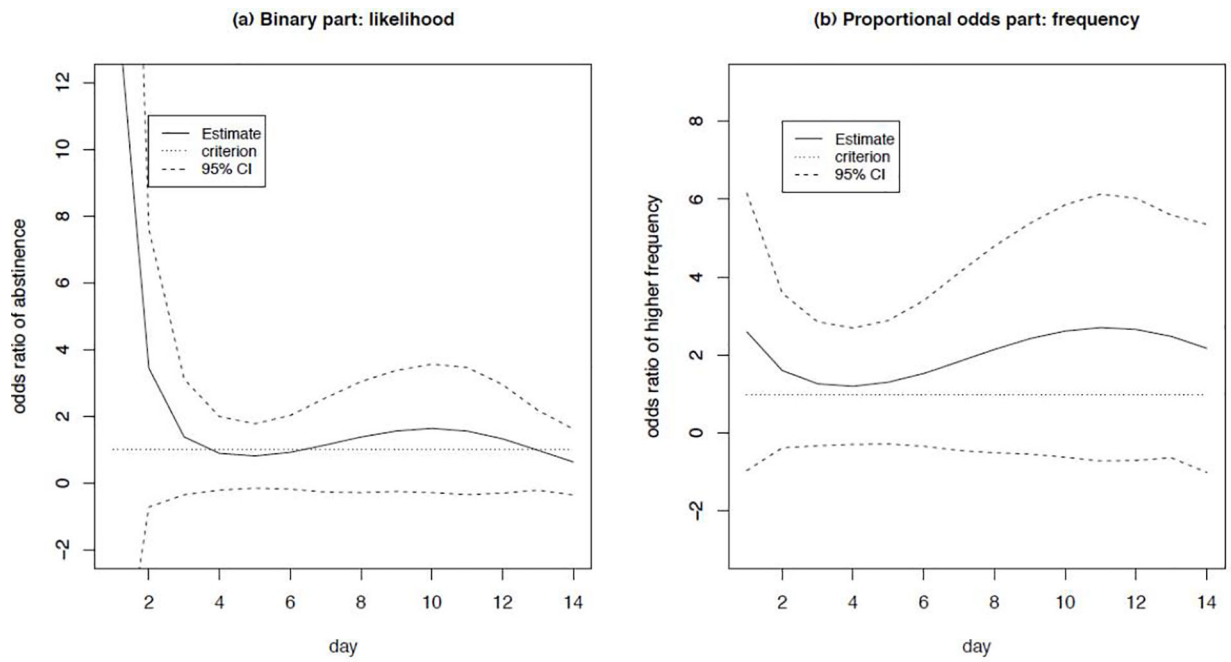 (a) Binary part: likelihood
odds ratio of abstinence
12
10
8
6
4
2
0
-2
Estimate
criterion
95% CI
2 4 6 8 10 12 14
day
(b) Proportional odds part: frequency
odds ratio of higher frequency
8
6
4
2
0
-2
Estimate
criterion
95% CI
2 4 6 8 10 12 14
day